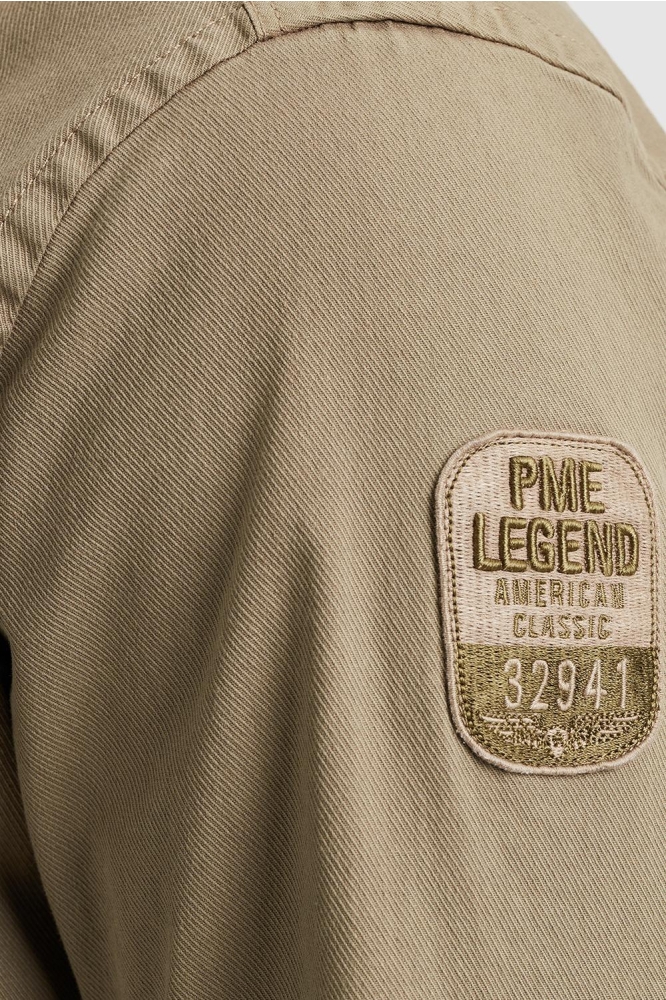 PME
LEGEND
AMERICAN
CLASSIC
32941